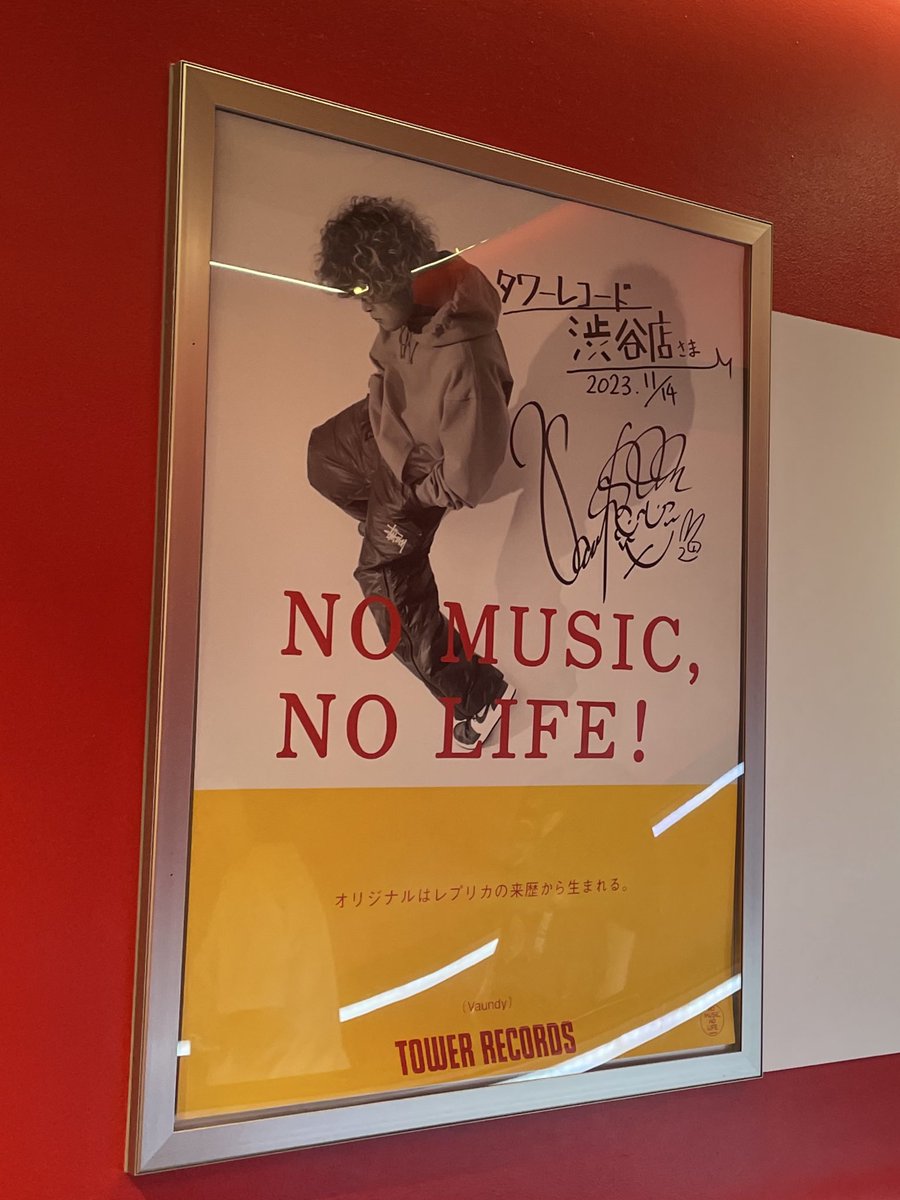 タワーレコード
渋谷店さま
2023.11/14
NO MUSIC,
NO LIFE!
オリジナルはレプリカの来歴から生まれる。
(Vaundy)
TOWER RECORDS